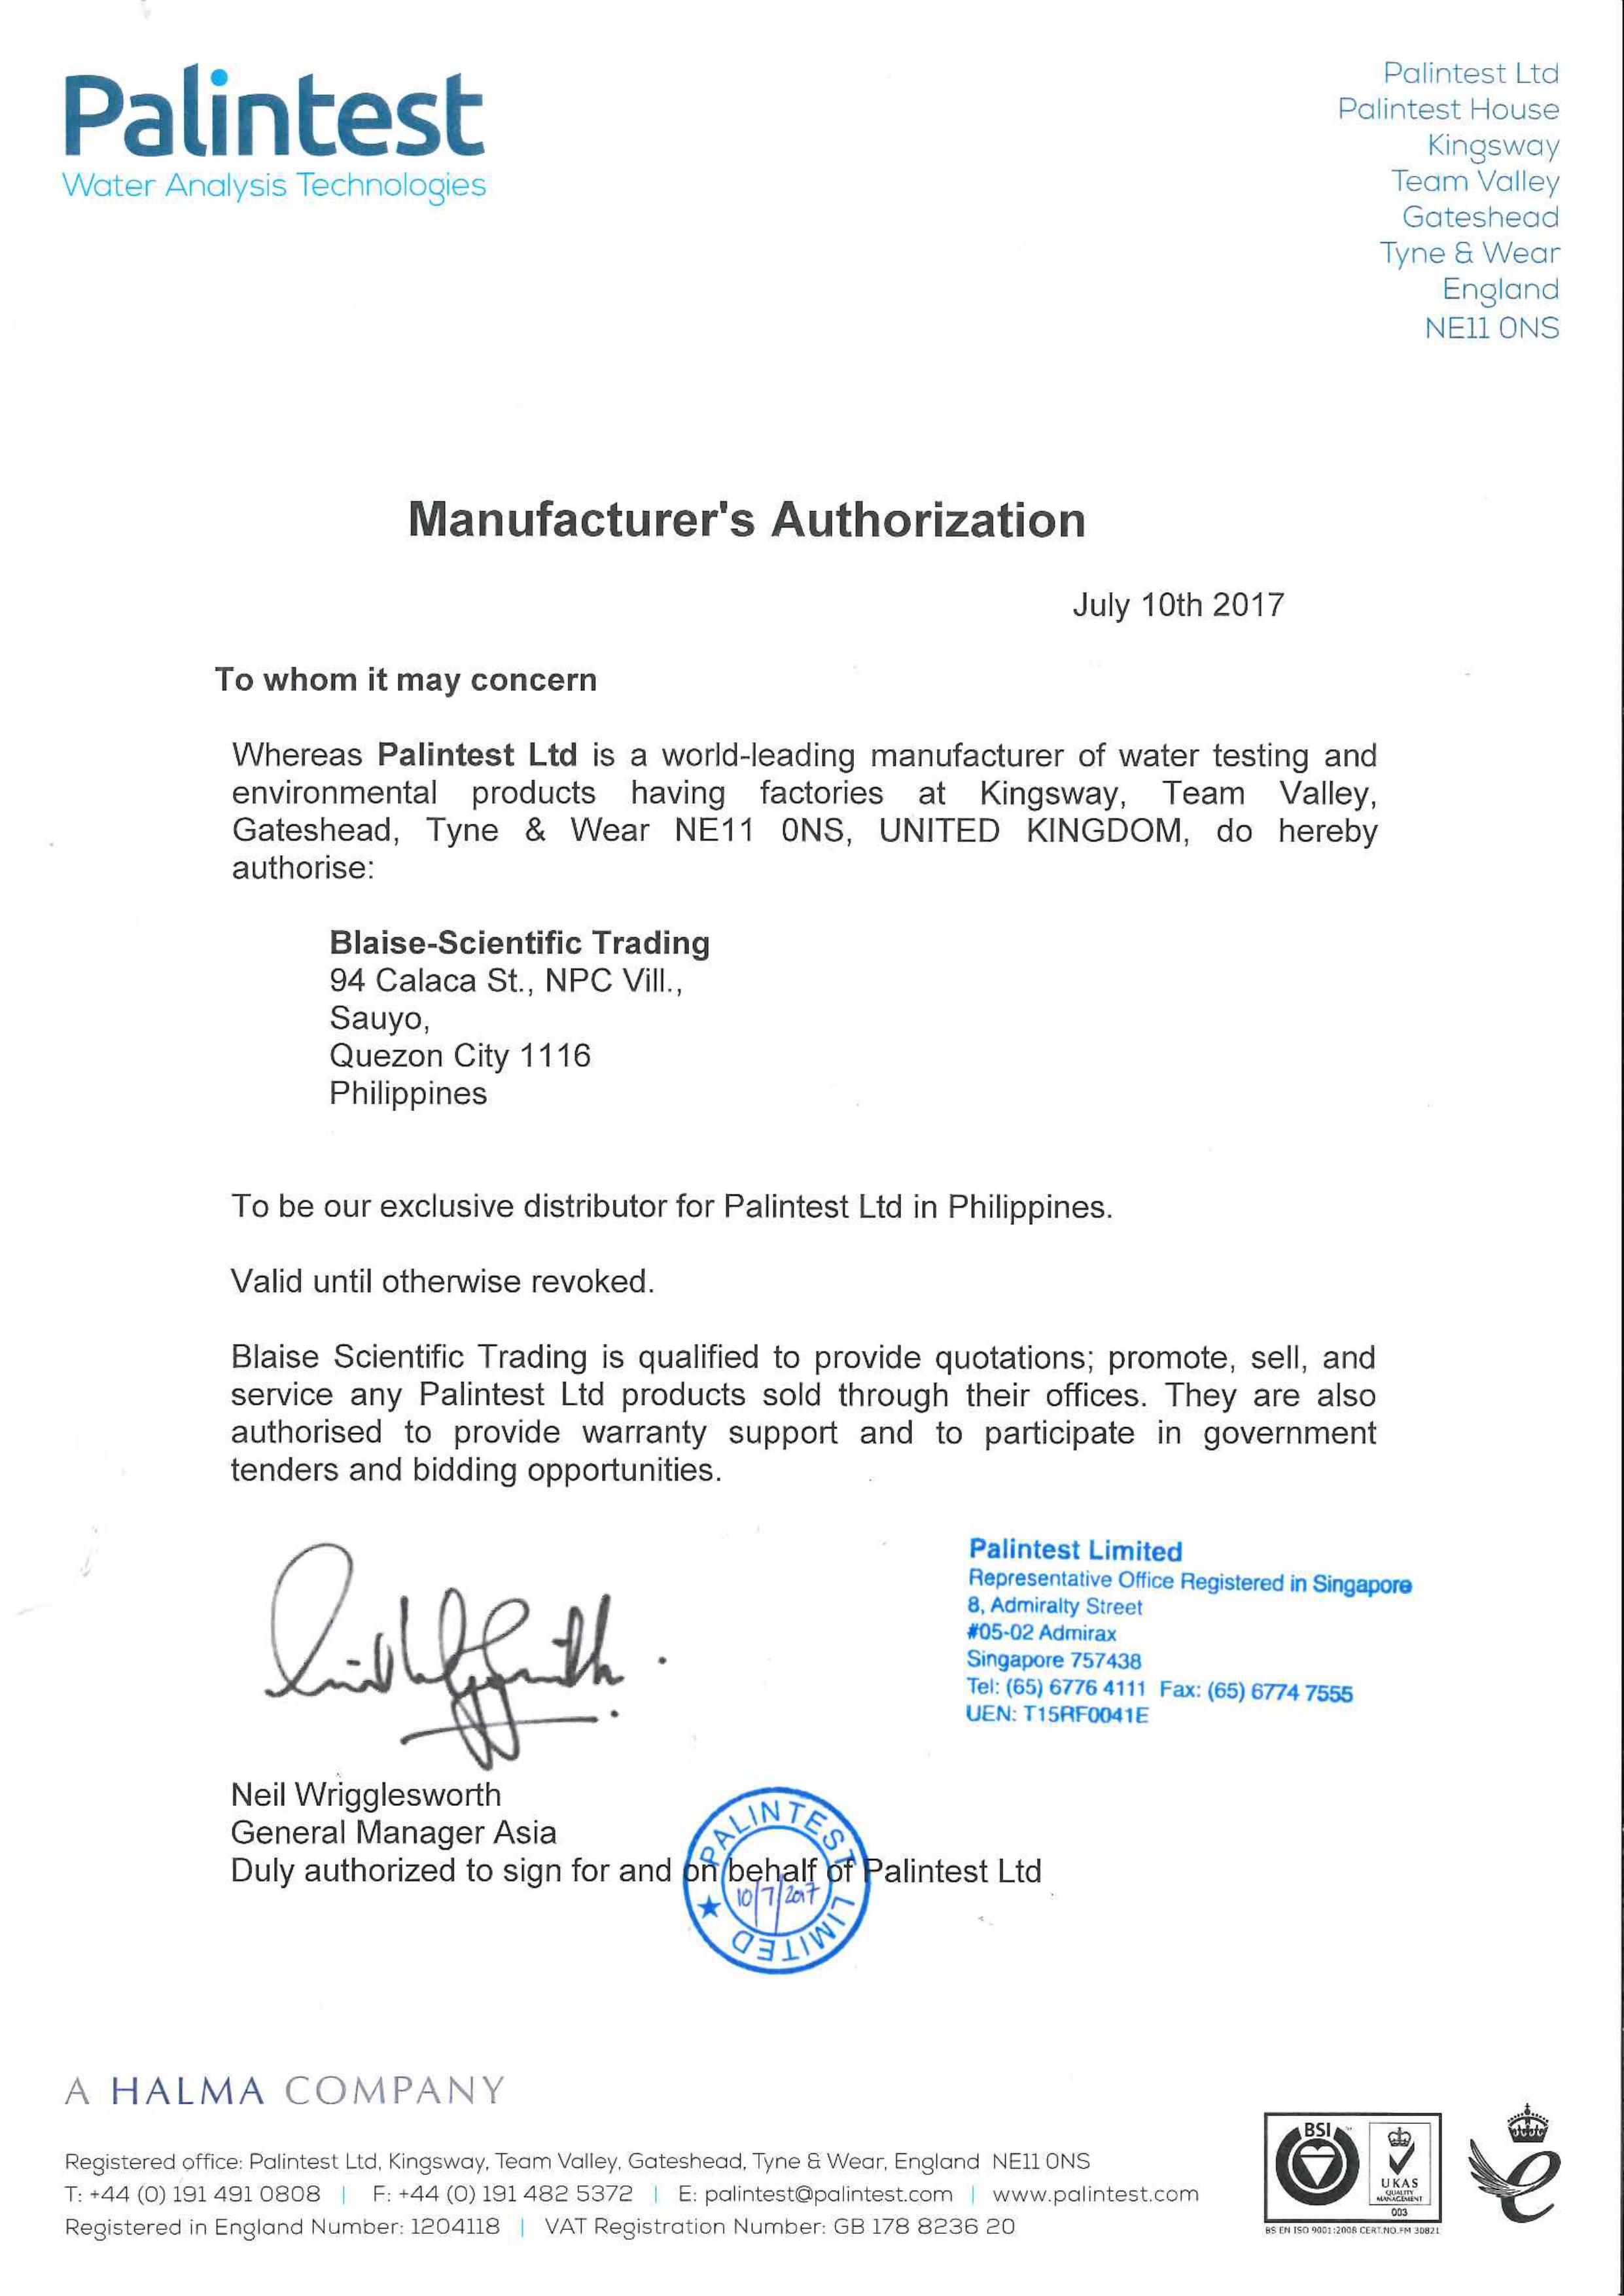 Palintest
Water Analysis Technologies
Palintest Ltd
Palintest House
Kingsway
Team Valley
Gateshead
Tyne & Wear
England
NE11 0NS
Manufacturer's Authorization
July 10th 2017
To whom it may concern
Whereas Palintest Ltd is a world-leading manufacturer of water testing and
environmental products having factories at Kingsway, Team Valley,
Gateshead, Tyne & Wear NE11 0NS, UNITED KINGDOM, do hereby
authorise:
Blaise-Scientific Trading
94 Calaca St., NPC Vill.,
Sauyo,
Quezon City 1116
Philippines
To be our exclusive distributor for Palintest Ltd in Philippines.
Valid until otherwise revoked.
Blaise Scientific Trading is qualified to provide quotations; promote, sell, and
service any Palintest Ltd products sold through their offices. They are also
authorised to provide warranty support and to participate in government
tenders and bidding opportunities.
Palintest Limited
Representative Office Registered in Singapore
8, Admiralty Street
#05-02 Admirax
Singapore 757438
Tel: (65) 6776 4111 Fax: (65) 6774 7555
UEN: T15RF0041E
Neil Wrigglesworth
General Manager Asia
Duly authorized to sign for and on behalf of Palintest Ltd
PALINTEST LIMITED
10/7/2017
A HALMA COMPANY
Registered office: Palintest Ltd, Kingsway, Team Valley, Gateshead, Tyne & Wear, England NE11 0NS
T: +44 (0) 191 491 0808 | F: +44 (0) 191 482 5372 | E: palintest@palintest.com | www.palintest.com
Registered in England Number: 1204118 | VAT Registration Number: GB 178 8236 20
BSI
UKAS
QUALITY
MANAGEMENT
003
BS EN ISO 9001:2008 CERT.NO.FM 30821